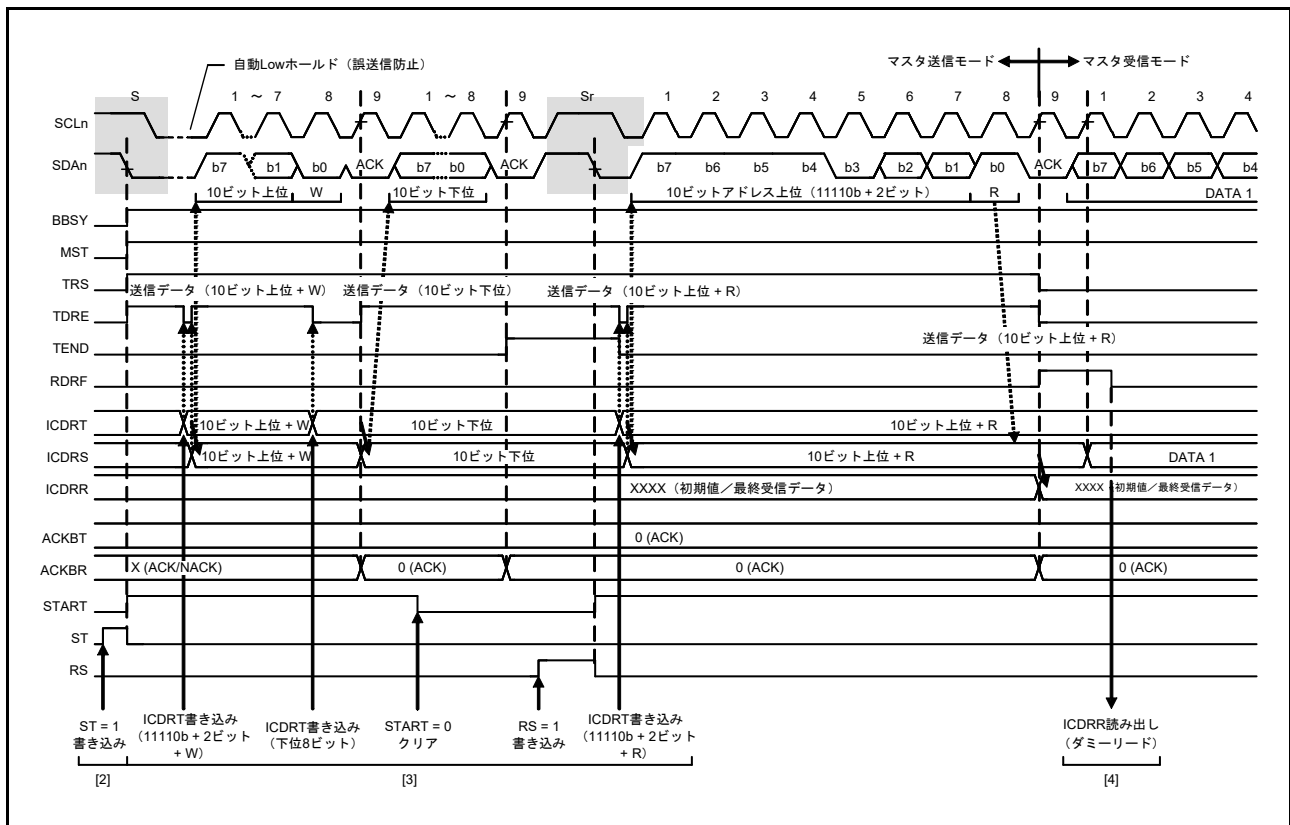 自動Lowホールド（誤送信防止）
マスタ送信モード
マスタ受信モード
S 1 ～ 7 8 9 1 ～ 8 9 Sr 1 2 3 4 5 6 7 8 9 1 2 3 4
SCLn
SDAn b7 b1 b0 ACK b7 b0 ACK b7 b6 b5 b4 b3 b2 b1 b0 ACK b7 b6 b5 b4
10ビット上位 W 10ビット下位 10ビットアドレス上位（11110b + 2ビット） R DATA 1
BBSY
MST
TRS
送信データ（10ビット上位 + W） 送信データ（10ビット下位） 送信データ（10ビット上位 + R）
TDRE
送信データ（10ビット上位 + R）
TEND
RDRF
ICDRT 10ビット上位 + W 10ビット下位 10ビット上位 + R
ICDRS 10ビット上位 + W 10ビット下位 10ビット上位 + R DATA 1
ICDRR XXXX（初期値／最終受信データ） XXXX（初期値／最終受信データ）
ACKBT 0 (ACK)
ACKBR X (ACK/NACK) 0 (ACK) 0 (ACK) 0 (ACK)
START
ST
RS
ST = 1
書き込み
ICDRT書き込み
（11110b + 2ビット
+ W）
ICDRT書き込み
（下位8ビット）
START = 0
クリア
RS = 1
書き込み
ICDRT書き込み
（11110b + 2ビット
+ R）
ICDRR読み出し
（ダミーリード）
[2] [3] [4]